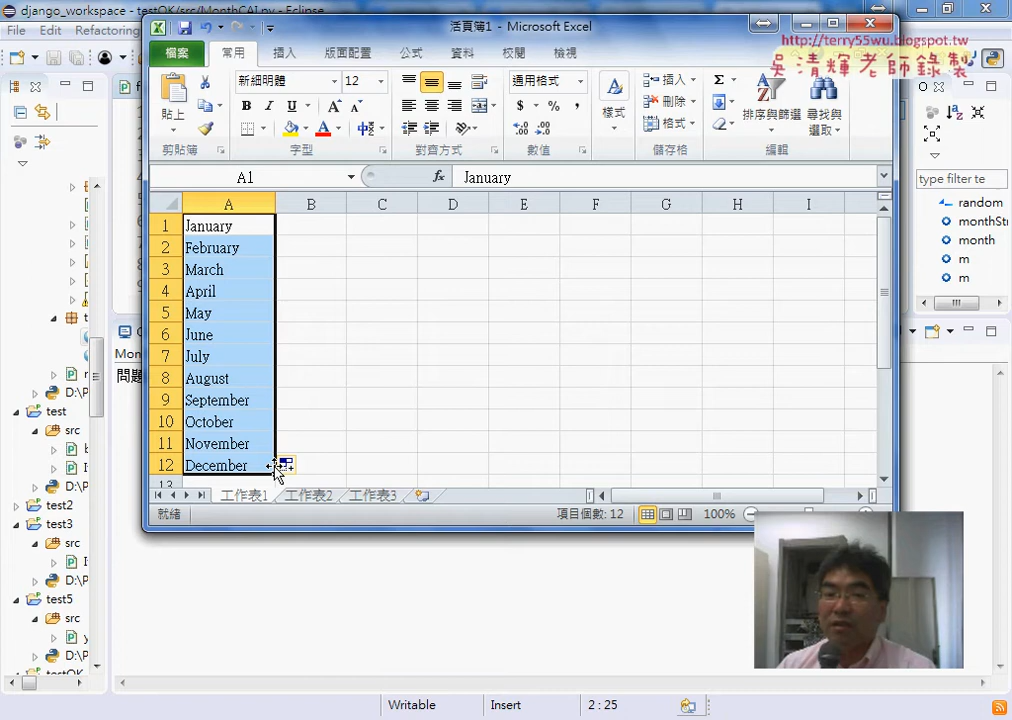 django_workspace - testOK/src/MonthCAI.py - Eclipse
活頁簿1 - Microsoft Excel
File Edit Refactoring
http://terry55wu.blogspot.tw
吳清輝老師錄製
檔案 常用 插入 版面配置 公式 資料 校閱 檢視
新細明體 12 通用格式
貼上
B I U
樣式
插入
刪除
格式
排序與篩選 尋找與
選取
剪貼簿 字型 對齊方式 數值 儲存格 編輯
A1 fx January
type filter te
A B C D E F G H I
1 January
2 February
3 March
4 April
5 May
6 June
7 July
8 August
9 September
10 October
11 November
12 December
13
random
monthStr
month
m
m
Mon
問題
D:\P
test
src
D:\P
test2
test3
src
D:\P
test5
src
D:\P
testOK
工作表1 工作表2 工作表3
就緒 項目個數: 12 100%
Writable Insert 2 : 25